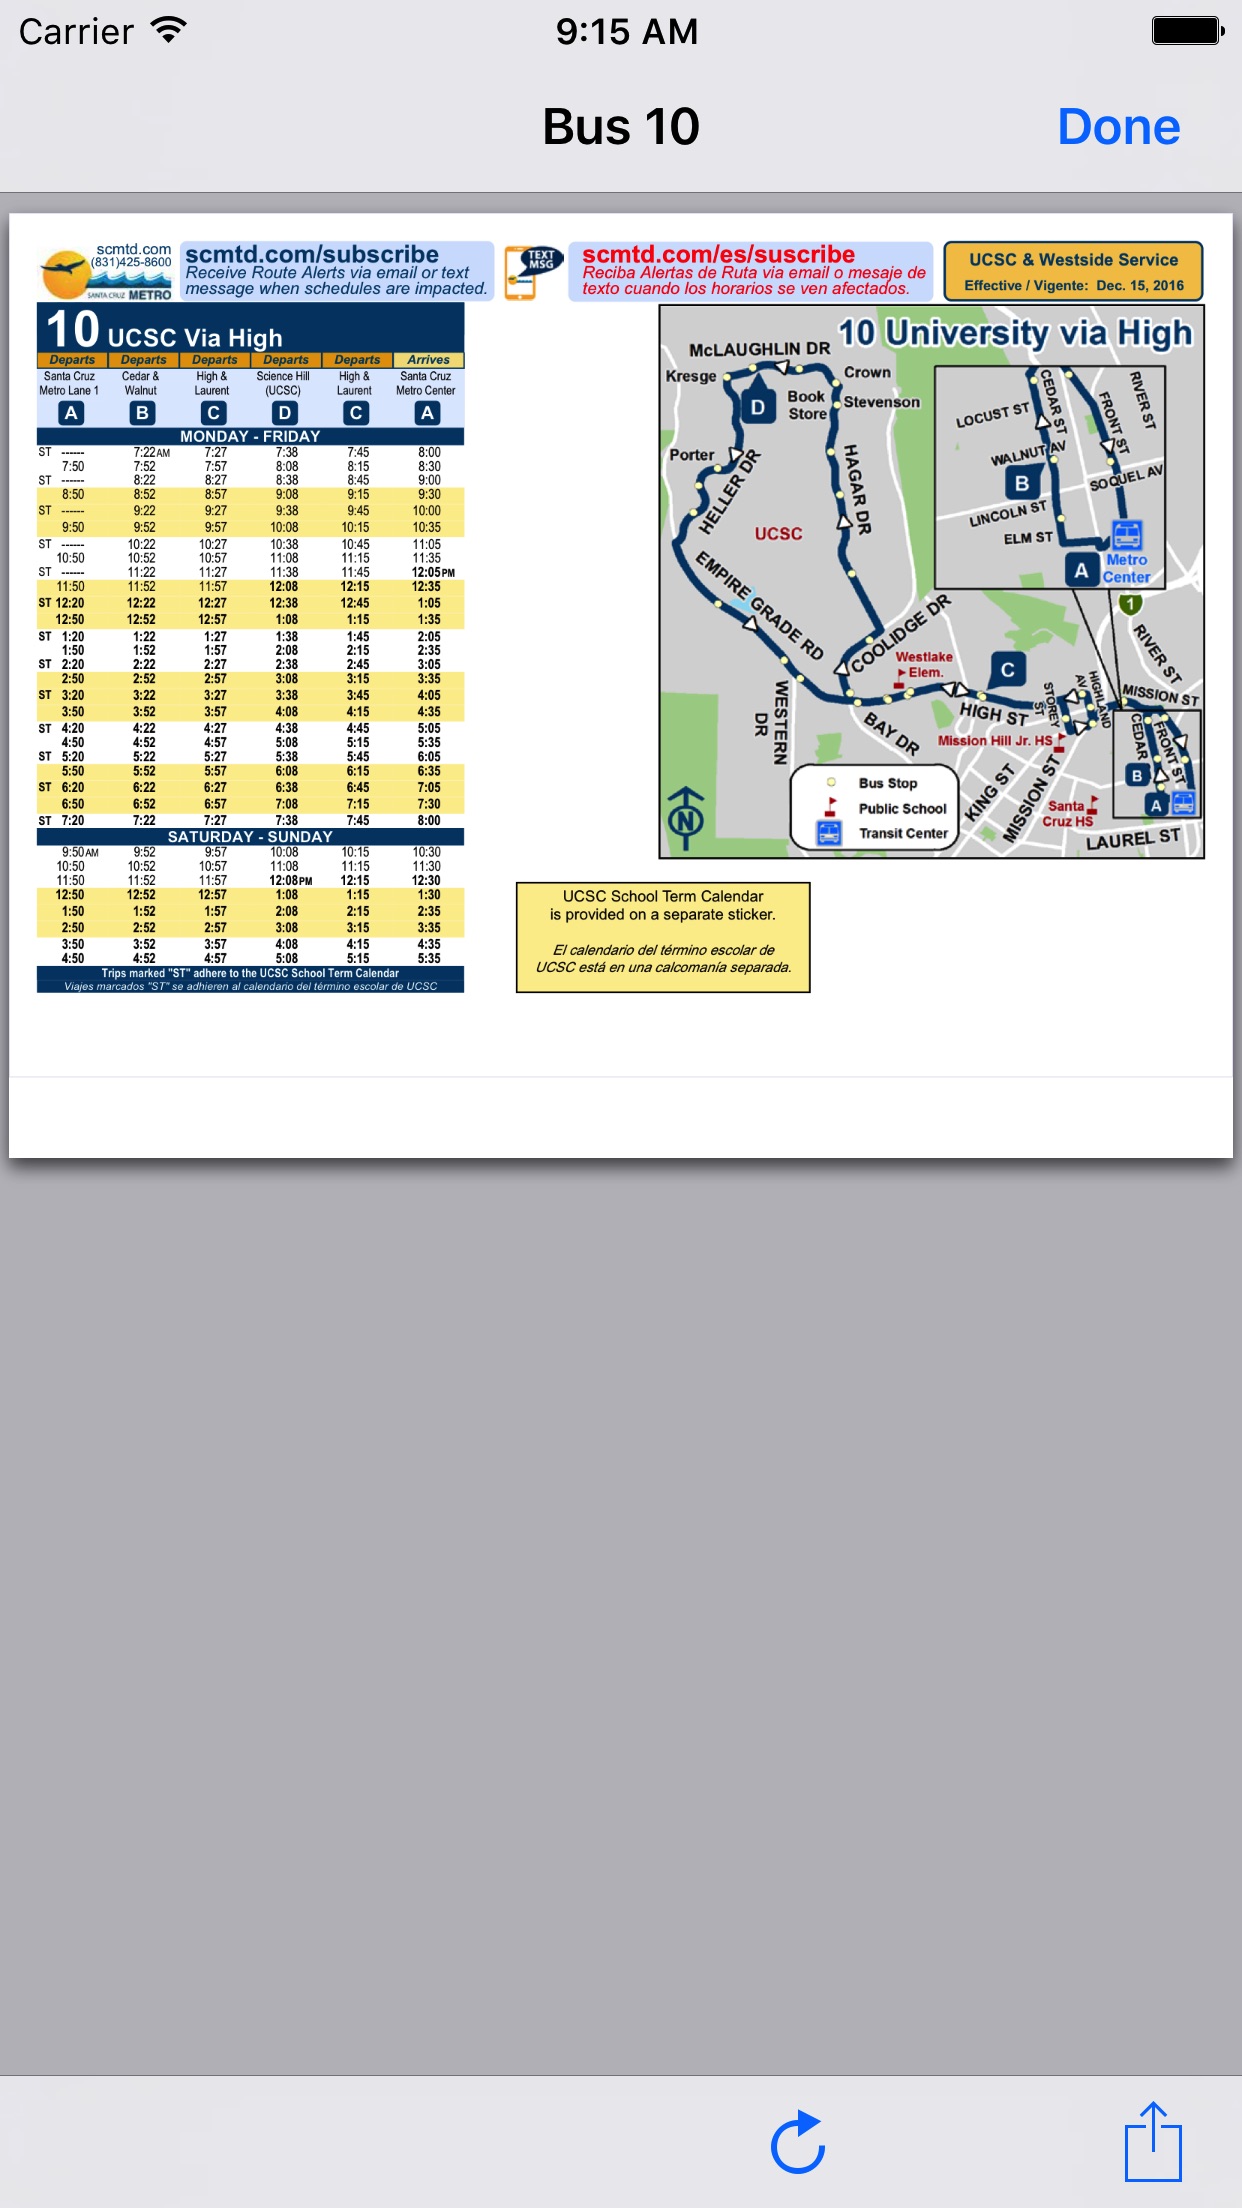 Carrier 9:15 AM
Bus 10 Done
scmtd.com
(831)425-8600
SANTA CRUZ METRO
scmtd.com/subscribe
Receive Route Alerts via email or text
message when schedules are impacted.
TEXT
MSG
scmtd.com/es/suscribe
Reciba Alertas de Ruta via email o mesaje de
texto cuando los horarios se ven afectados.
UCSC & Westside Service
Effective / Vigente: Dec. 15, 2016
10 UCSC Via High
Departs Departs Departs Departs Departs Arrives
Santa Cruz Cedar & High & Science Hill High & Santa Cruz
Metro Lane 1 Walnut Laurent (UCSC) Laurent Metro Center
A B C D C A
MONDAY - FRIDAY
ST ------ 7:22AM 7:27 7:38 7:45 8:00
7:50 7:52 7:57 8:08 8:15 8:30
ST ------ 8:22 8:27 8:38 8:45 9:00
8:50 8:52 8:57 9:08 9:15 9:30
ST ------ 9:22 9:27 9:38 9:45 10:00
9:50 9:52 9:57 10:08 10:15 10:35
ST ------ 10:22 10:27 10:38 10:45 11:05
10:50 10:52 10:57 11:08 11:15 11:35
ST ------ 11:22 11:27 11:38 11:45 12:05PM
11:50 11:52 11:57 12:08 12:15 12:35
ST 12:20 12:22 12:27 12:38 12:45 1:05
12:50 12:52 12:57 1:08 1:15 1:35
ST 1:20 1:22 1:27 1:38 1:45 2:05
1:50 1:52 1:57 2:08 2:15 2:35
ST 2:20 2:22 2:27 2:38 2:45 3:05
2:50 2:52 2:57 3:08 3:15 3:35
ST 3:20 3:22 3:27 3:38 3:45 4:05
3:50 3:52 3:57 4:08 4:15 4:35
ST 4:20 4:22 4:27 4:38 4:45 5:05
4:50 4:52 4:57 5:08 5:15 5:35
ST 5:20 5:22 5:27 5:38 5:45 6:05
5:50 5:52 5:57 6:08 6:15 6:35
ST 6:20 6:22 6:27 6:38 6:45 7:05
6:50 6:52 6:57 7:08 7:15 7:30
ST 7:20 7:22 7:27 7:38 7:45 8:00
SATURDAY - SUNDAY
9:50AM 9:52 9:57 10:08 10:15 10:30
10:50 10:52 10:57 11:08 11:15 11:30
11:50 11:52 11:57 12:08PM 12:15 12:30
12:50 12:52 12:57 1:08 1:15 1:30
1:50 1:52 1:57 2:08 2:15 2:35
2:50 2:52 2:57 3:08 3:15 3:35
3:50 3:52 3:57 4:08 4:15 4:35
4:50 4:52 4:57 5:08 5:15 5:35
Trips marked "ST" adhere to the UCSC School Term Calendar
Viajes marcados "ST" se adhieren al calendario del término escolar de UCSC
10 University via High
McLAUGHLIN DR
Kresge
Crown
D
Book
Store
Stevenson
Porter
HELLER DR
HAGAR DR
UCSC
EMPIRE GRADE RD
COOLIDGE DR
Westlake
Elem.
C
WESTERN
DR
BAY DR
HIGH ST
STOREY
ST
HIGHLAND
AV
MISSION ST
Mission Hill Jr. HS
KING ST
MISSION ST
Santa
Cruz HS
LAUREL ST
CEDAR
FRONT ST
B
A
RIVER ST
1
LOCUST ST
CEDAR ST
FRONT ST
RIVER ST
WALNUT AV
B
SOQUEL AV
LINCOLN ST
ELM ST
A
Metro
Center
N
Bus Stop
Public School
Transit Center
UCSC School Term Calendar
is provided on a separate sticker.
El calendario del término escolar de
UCSC está en una calcomanía separada.